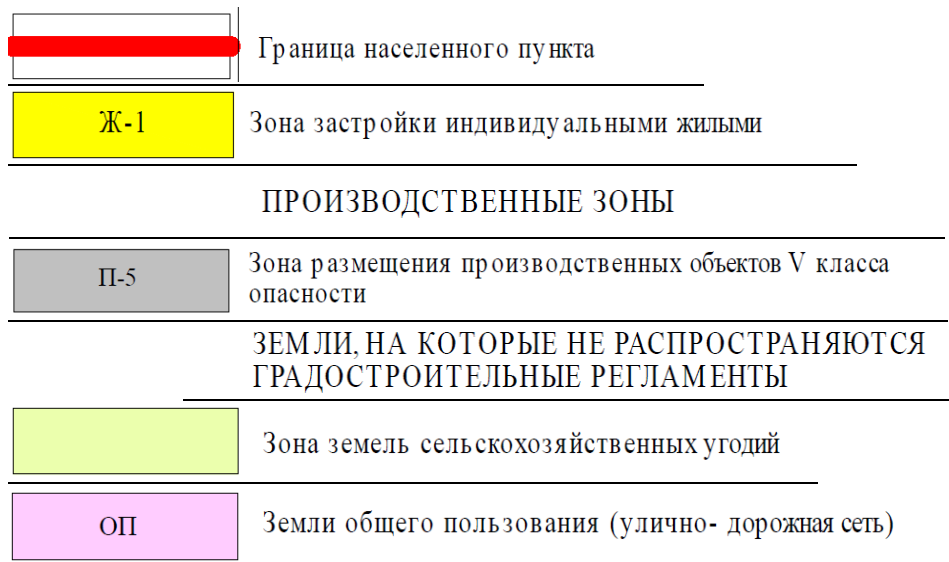 Граница населенного пункта
Ж-1 Зона застройки индивидуальными жилыми
ПРОИЗВОДСТВЕННЫЕ ЗОНЫ
П-5 Зона размещения производственных объектов V класса
опасности
ЗЕМЛИ, НА КОТОРЫЕ НЕ РАСПРОСТРАНЯЮТСЯ
ГРАДОСТРОИТЕЛЬНЫЕ РЕГЛАМЕНТЫ
Зона земель сельскохозяйственных угодий
ОП Земли общего пользования (улично- дорожная сеть)